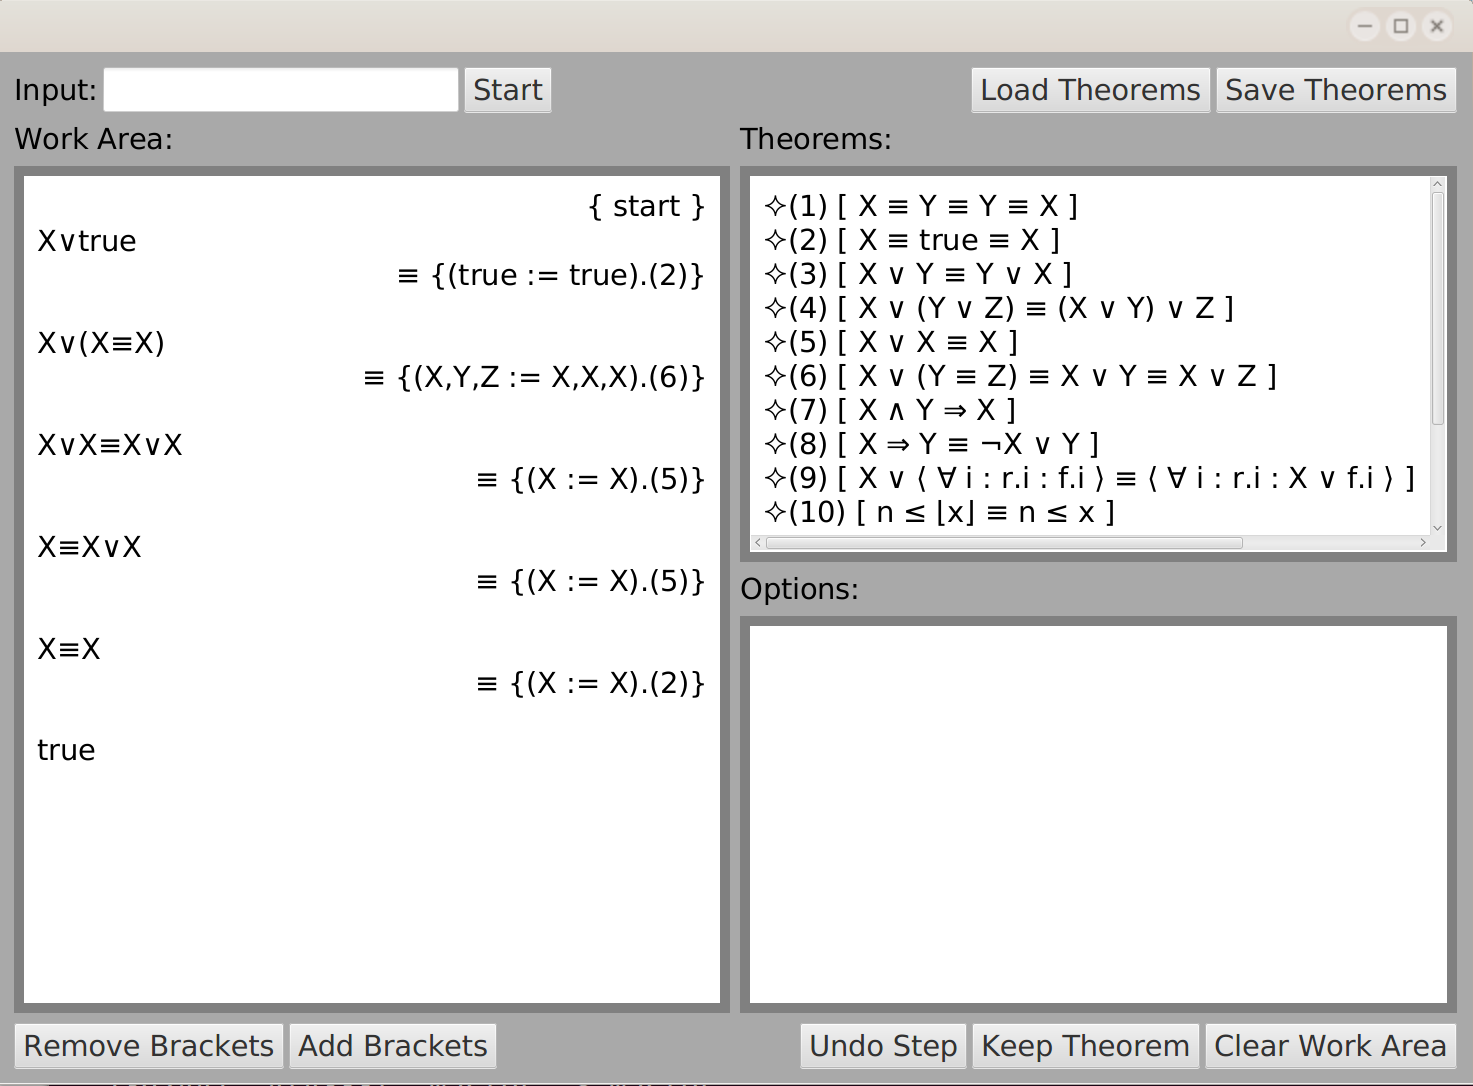 Input: Start Load Theorems Save Theorems
Work Area:
{ start }
X∨true
≡ {(true := true).(2)}
X∨(X≡X)
≡ {(X,Y,Z := X,X,X).(6)}
X∨X≡X∨X
≡ {(X := X).(5)}
X≡X∨X
≡ {(X := X).(5)}
X≡X
≡ {(X := X).(2)}
true
Theorems:
✧(1) [ X ≡ Y ≡ Y ≡ X ]
✧(2) [ X ≡ true ≡ X ]
✧(3) [ X ∨ Y ≡ Y ∨ X ]
✧(4) [ X ∨ (Y ∨ Z) ≡ (X ∨ Y) ∨ Z ]
✧(5) [ X ∨ X ≡ X ]
✧(6) [ X ∨ (Y ≡ Z) ≡ X ∨ Y ≡ X ∨ Z ]
✧(7) [ X ∧ Y ⇒ X ]
✧(8) [ X ⇒ Y ≡ ¬X ∨ Y ]
✧(9) [ X ∨ ⟨ ∀ i : r.i : f.i ⟩ ≡ ⟨ ∀ i : r.i : X ∨ f.i ⟩ ]
✧(10) [ n ≤ ⌊x⌋ ≡ n ≤ x ]
Options:
Remove Brackets Add Brackets Undo Step Keep Theorem Clear Work Area